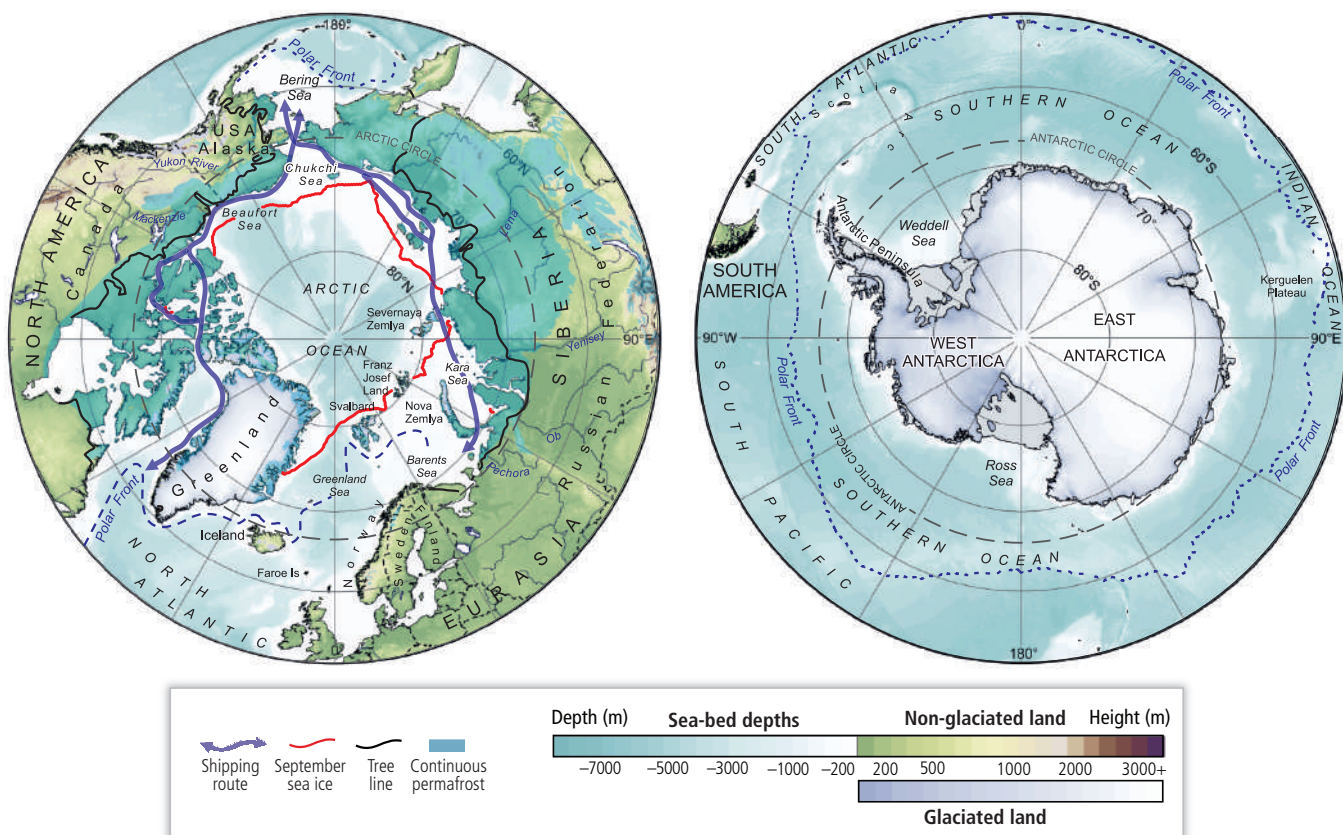 180°
Polar Front
Bering
Sea
USA
Alaska
ARCTIC CIRCLE
60°N
Yukon River
Chukchi
Sea
NORTH AMERICA
Canada
Mackenzie
Beaufort
Sea
70°
Lena
SIBERIA
Russian Federation
80°N
ARCTIC
OCEAN
Severnaya
Zemlya
90°E
Yenisey
Franz
Josef
Land
Kara
Sea
Svalbard
Nova
Zemlya
Ob
Greenland
Barents
Sea
Pechora
Greenland
Sea
Polar Front
Iceland
Norway
Sweden
Finland
EURASIA
Faroe Is
NORTH
ATLANTIC
0°
0°
SOUTH ATLANTIC
Polar Front
Scotia
SOUTHERN OCEAN
ANTARCTIC CIRCLE
60°S
INDIAN OCEAN
70°
Antarctic Peninsula
Weddell
Sea
SOUTH
AMERICA
80°S
Kerguelen
Plateau
90°W
WEST
ANTARCTICA
EAST
ANTARCTICA
90°E
Polar Front
Polar Front
SOUTH PACIFIC
ANTARCTIC CIRCLE
Ross
Sea
SOUTHERN OCEAN
180°
Shipping
route
September
sea ice
Tree
line
Continuous
permafrost
Depth (m) Sea-bed depths Non-glaciated land Height (m)
–7000 –5000 –3000 –1000 –200 200 500 1000 2000 3000+
Glaciated land